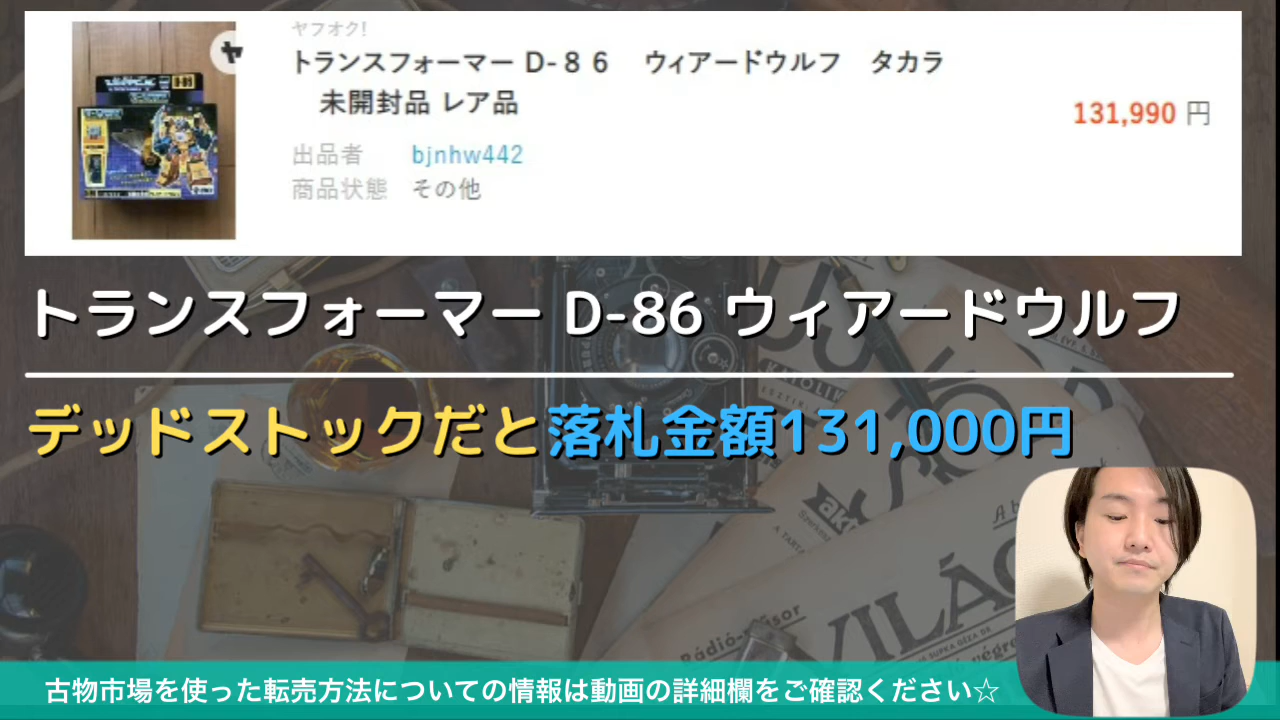 ヤフオク!
トランスフォーマー D-８６　ウィアードウルフ　タカラ
未開封品 レア品
131,990 円
出品者 bjnhw442
商品状態 その他
トランスフォーマー D-86 ウィアードウルフ
デッドストックだと落札金額131,000円
KATOLIK
VILÁG
Rádió-műsor
古物市場を使った転売方法についての情報は動画の詳細欄をご確認ください☆